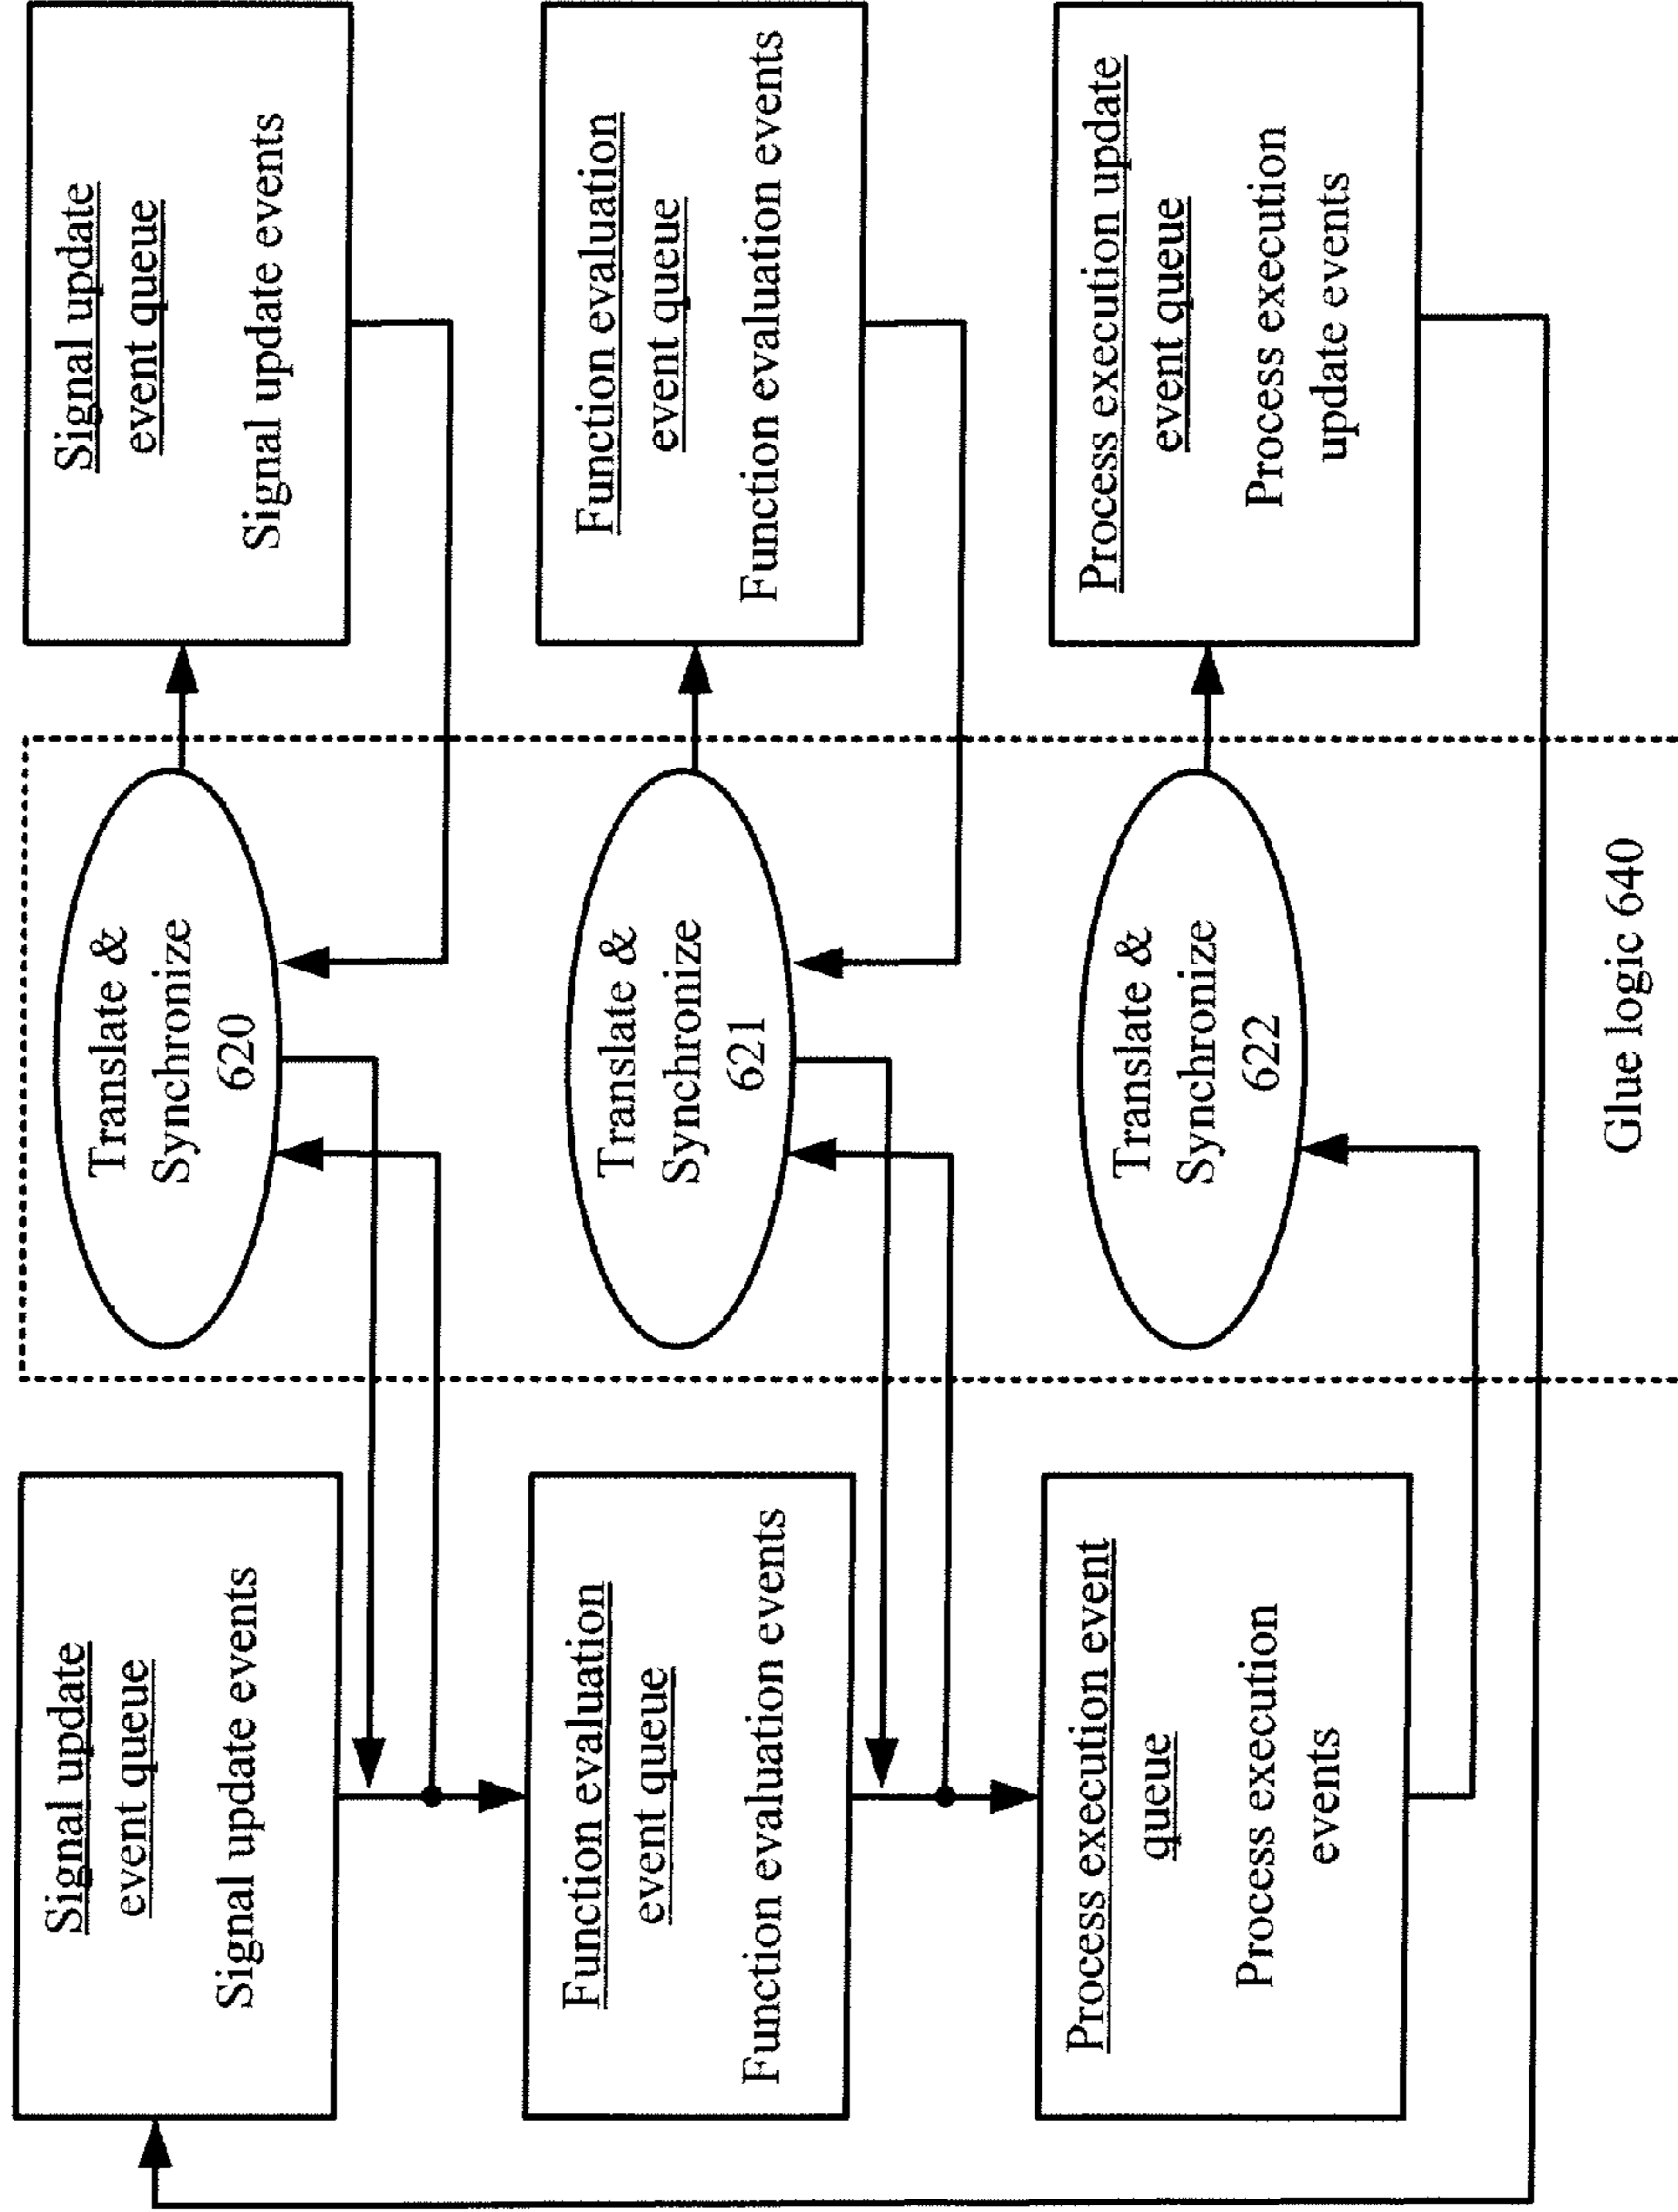 Signal update
event queue
Signal update events
Translate &
Synchronize
620
Signal update
event queue
Signal update events
Function evaluation
event queue
Function evaluation events
Translate &
Synchronize
621
Function evaluation
event queue
Function evaluation events
Process execution event
queue
Process execution
events
Translate &
Synchronize
622
Process execution update
event queue
Process execution
update events
Glue logic 640